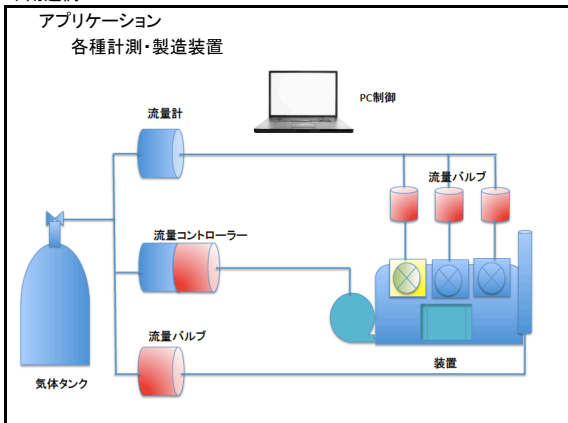 アプリケーション
各種計測・製造装置
PC制御
流量計
流量バルブ
流量コントローラー
流量バルブ
装置
気体タンク